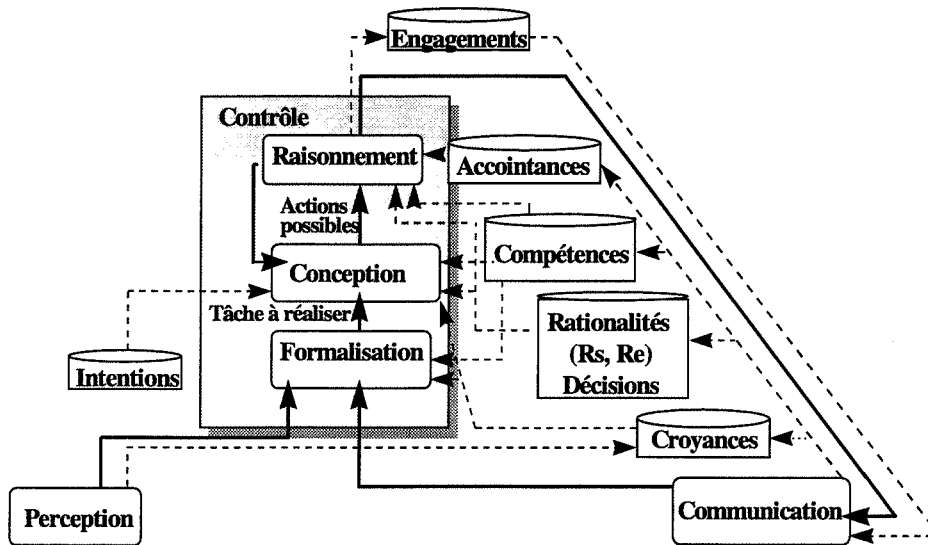 Engagements
Contrôle
Raisonnement
Accointances
Actions
possibles
Compétences
Conception
Tâche à réaliser
Rationalités
(Rs, Re)
Décisions
Formalisation
Intentions
Croyances
Perception
Communication